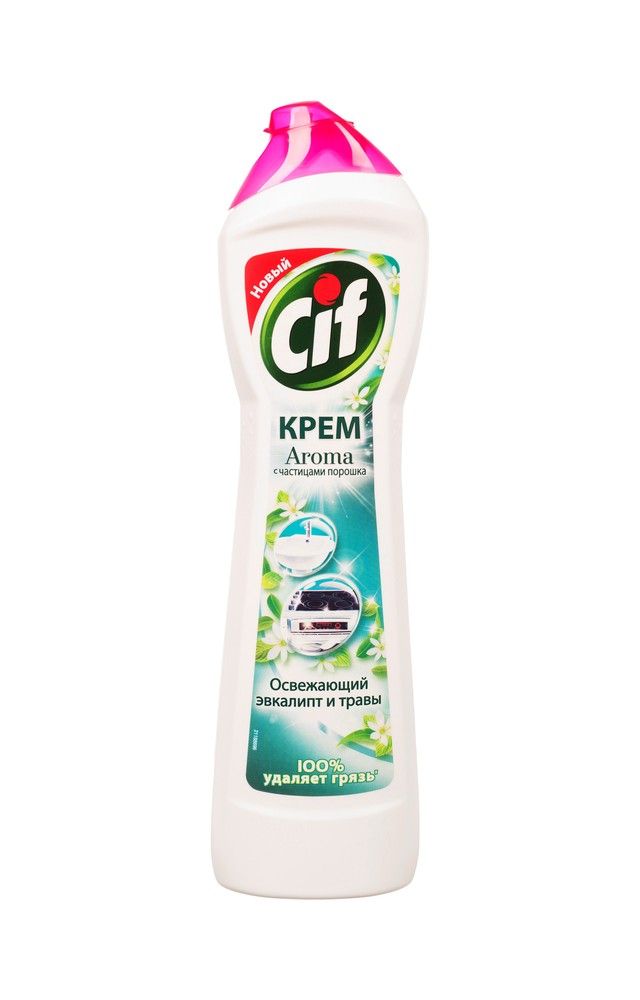 Новый
Cif
КРЕМ
Aroma
с частицами порошка
Освежающий
эвкалипт и травы
100%
удаляет грязь*